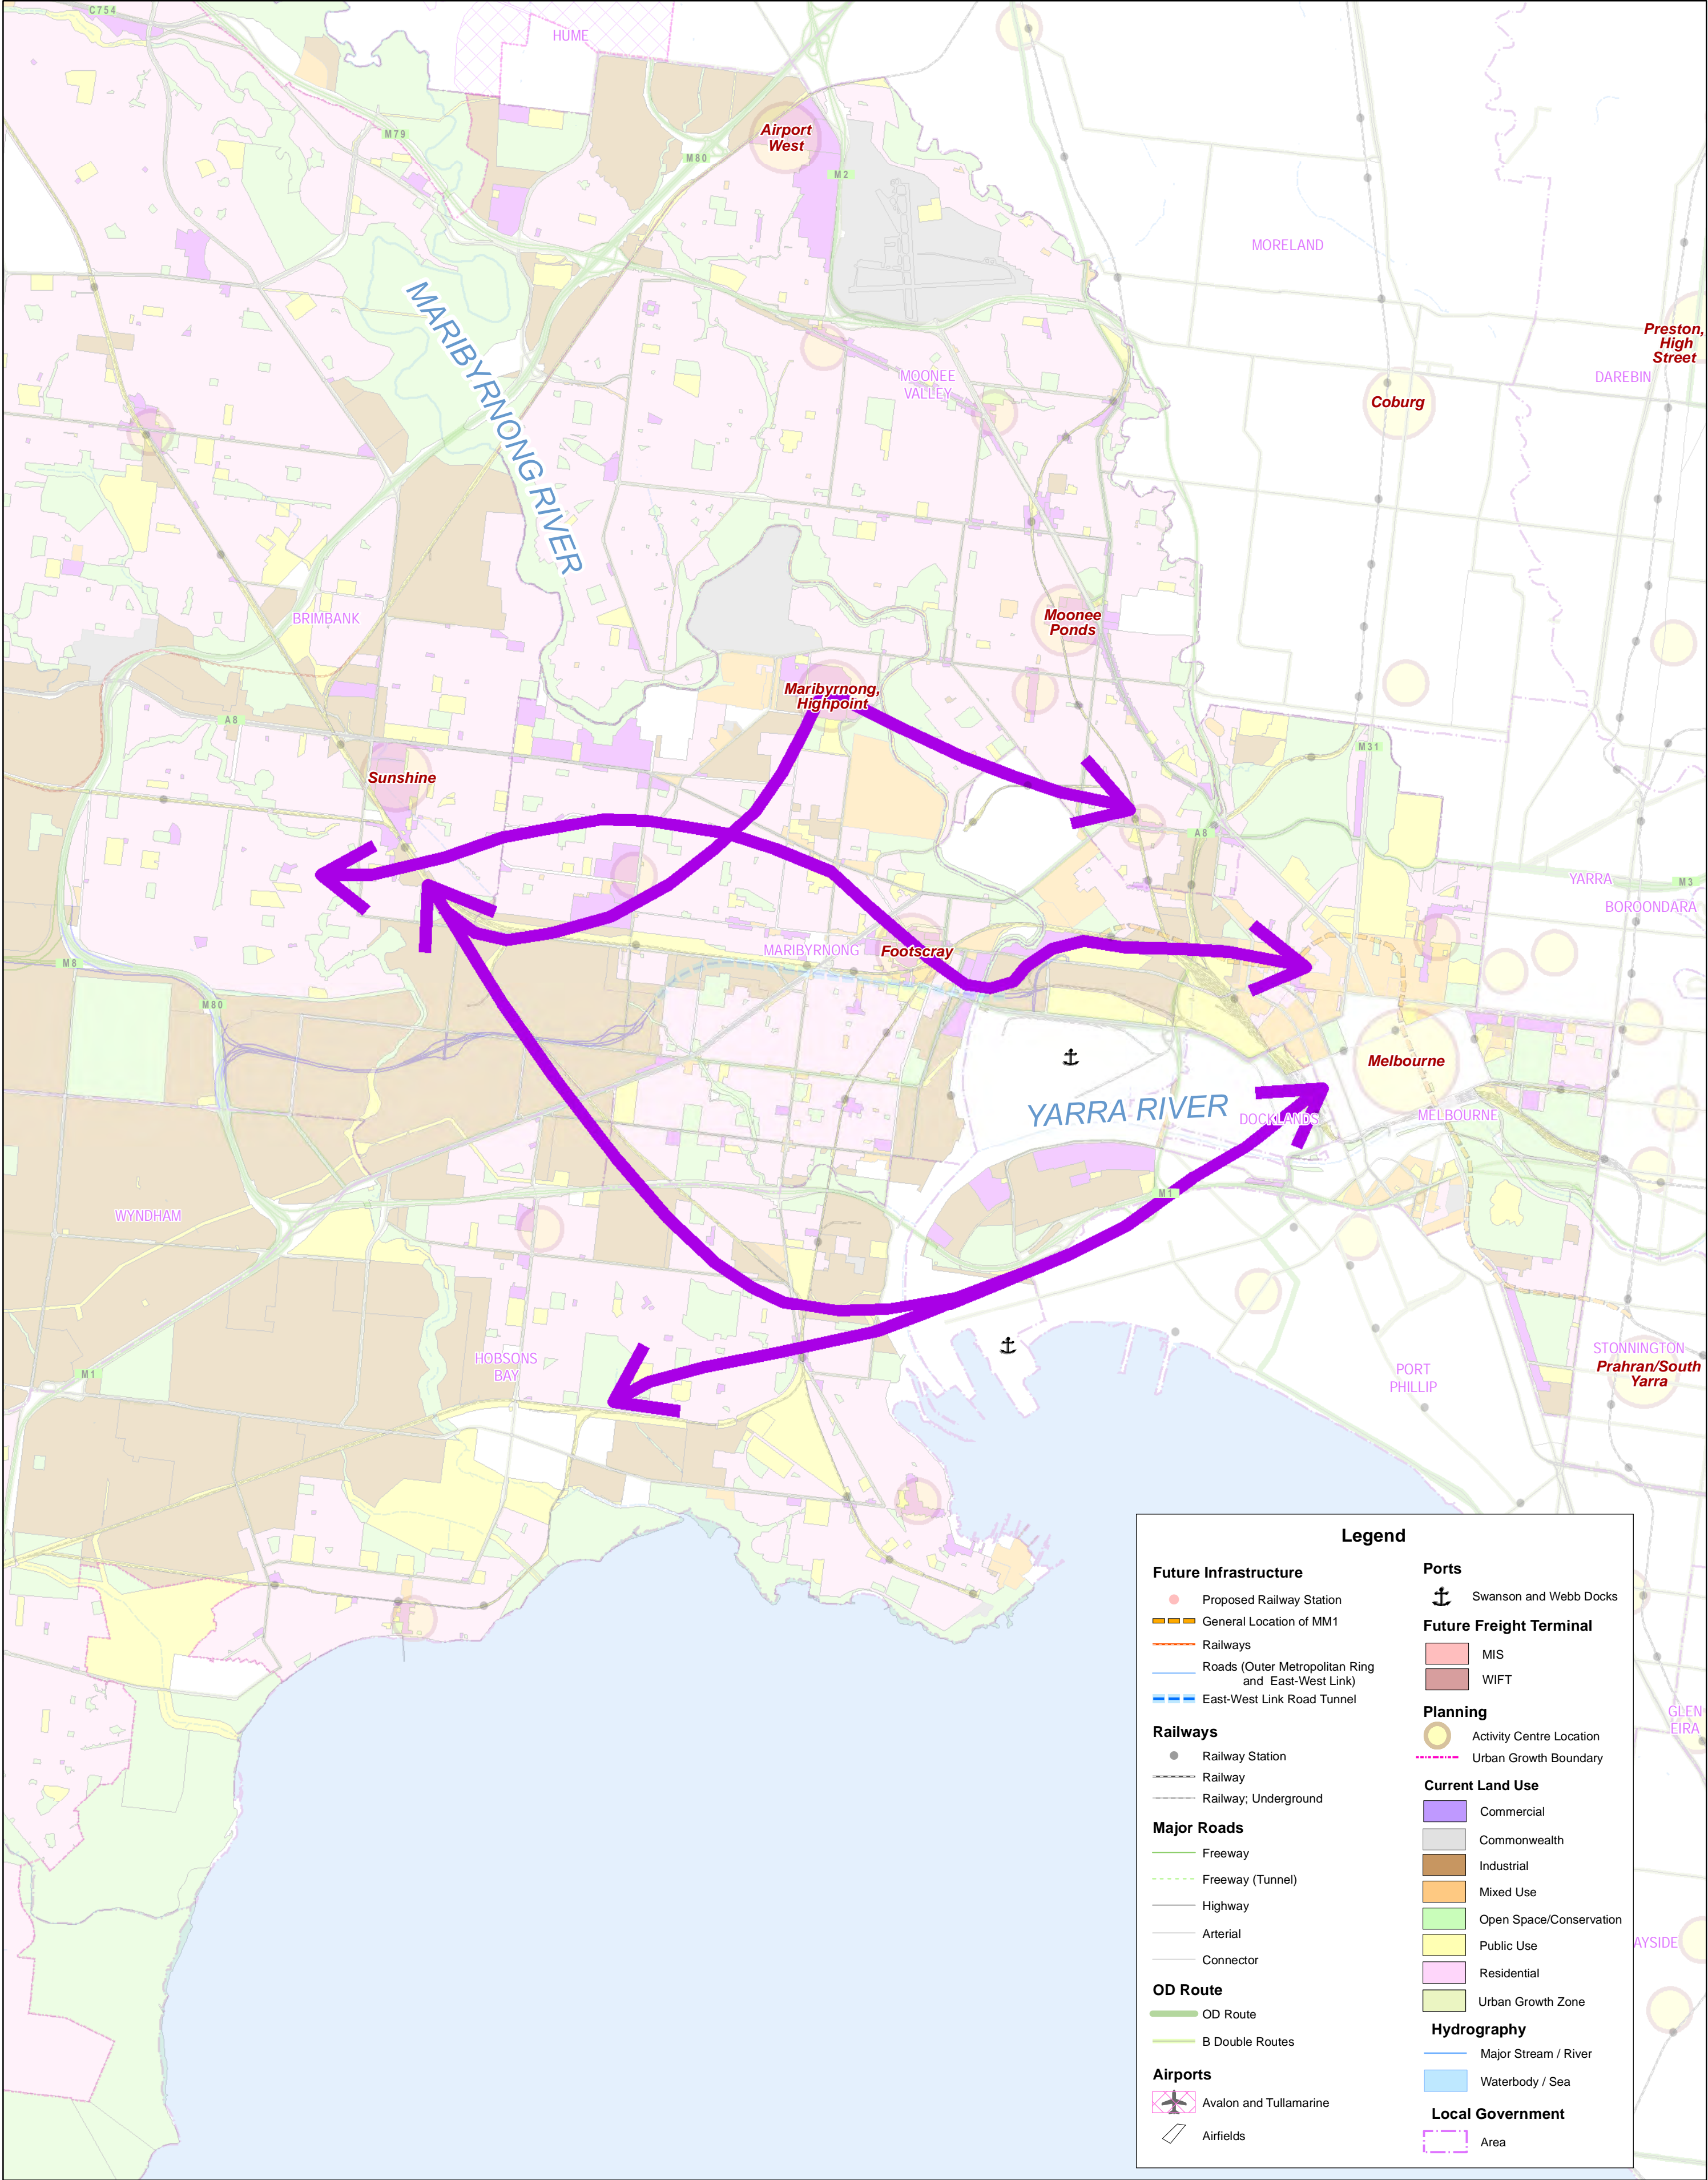 C754
HUME
M79
Airport
West
M80
M2
MORELAND
MARIBYRNONG RIVER
Preston,
High
Street
MOONEE
VALLEY
DAREBIN
Coburg
BRIMBANK
Moonee
Ponds
Maribyrnong,
Highpoint
A8
M31
Sunshine
A8
YARRA
M3
BOROONDARA
MARIBYRNONG
Footscray
M8
M80
Melbourne
YARRA RIVER
DOCKLANDS
MELBOURNE
M1
WYNDHAM
STONNINGTON
HOBSONS
BAY
Prahran/South
Yarra
M1
PORT
PHILLIP
GLEN
EIRA
AYSIDE
Legend
Future Infrastructure
Proposed Railway Station
General Location of MM1
Railways
Roads (Outer Metropolitan Ring
and East-West Link)
East-West Link Road Tunnel
Railways
Railway Station
Railway
Railway; Underground
Major Roads
Freeway
Freeway (Tunnel)
Highway
Arterial
Connector
OD Route
OD Route
B Double Routes
Airports
Avalon and Tullamarine
Airfields
Ports
Swanson and Webb Docks
Future Freight Terminal
MIS
WIFT
Planning
Activity Centre Location
Urban Growth Boundary
Current Land Use
Commercial
Commonwealth
Industrial
Mixed Use
Open Space/Conservation
Public Use
Residential
Urban Growth Zone
Hydrography
Major Stream / River
Waterbody / Sea
Local Government
Area